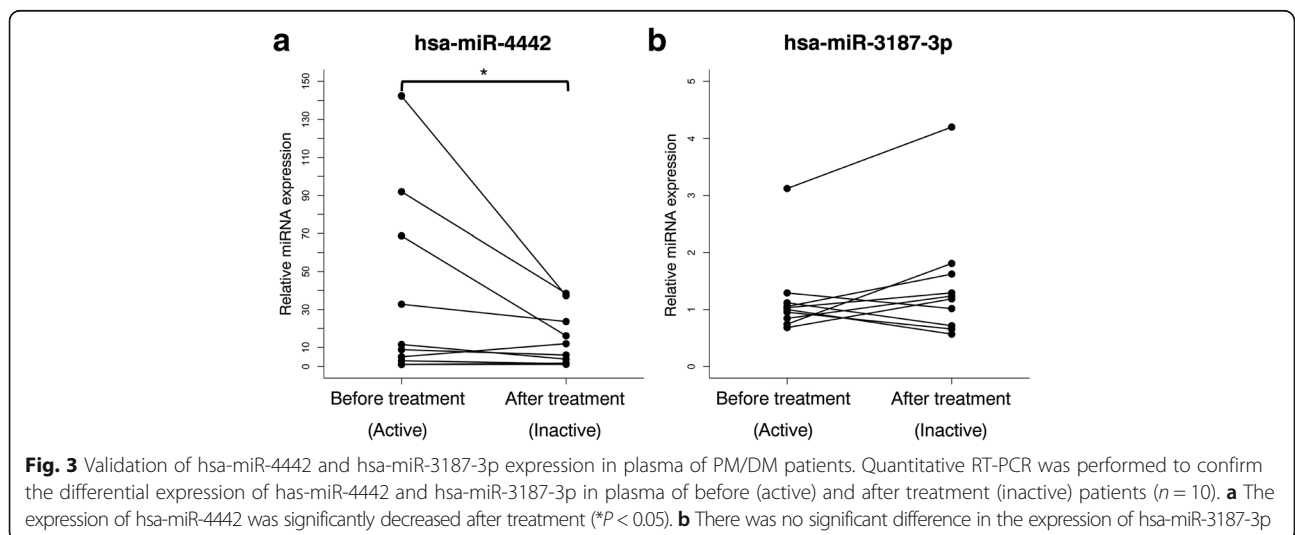 a hsa-miR-4442 b hsa-miR-3187-3p
*
Relative miRNA expression
150
130
110
90
70
50
30
10
0
Before treatment After treatment
(Active) (Inactive)
Relative miRNA expression
5
4
3
2
1
0
Before treatment After treatment
(Active) (Inactive)
Fig. 3 Validation of hsa-miR-4442 and hsa-miR-3187-3p expression in plasma of PM/DM patients. Quantitative RT-PCR was performed to confirm
the differential expression of has-miR-4442 and hsa-miR-3187-3p in plasma of before (active) and after treatment (inactive) patients (n = 10). a The
expression of hsa-miR-4442 was significantly decreased after treatment (*P < 0.05). b There was no significant difference in the expression of hsa-miR-3187-3p